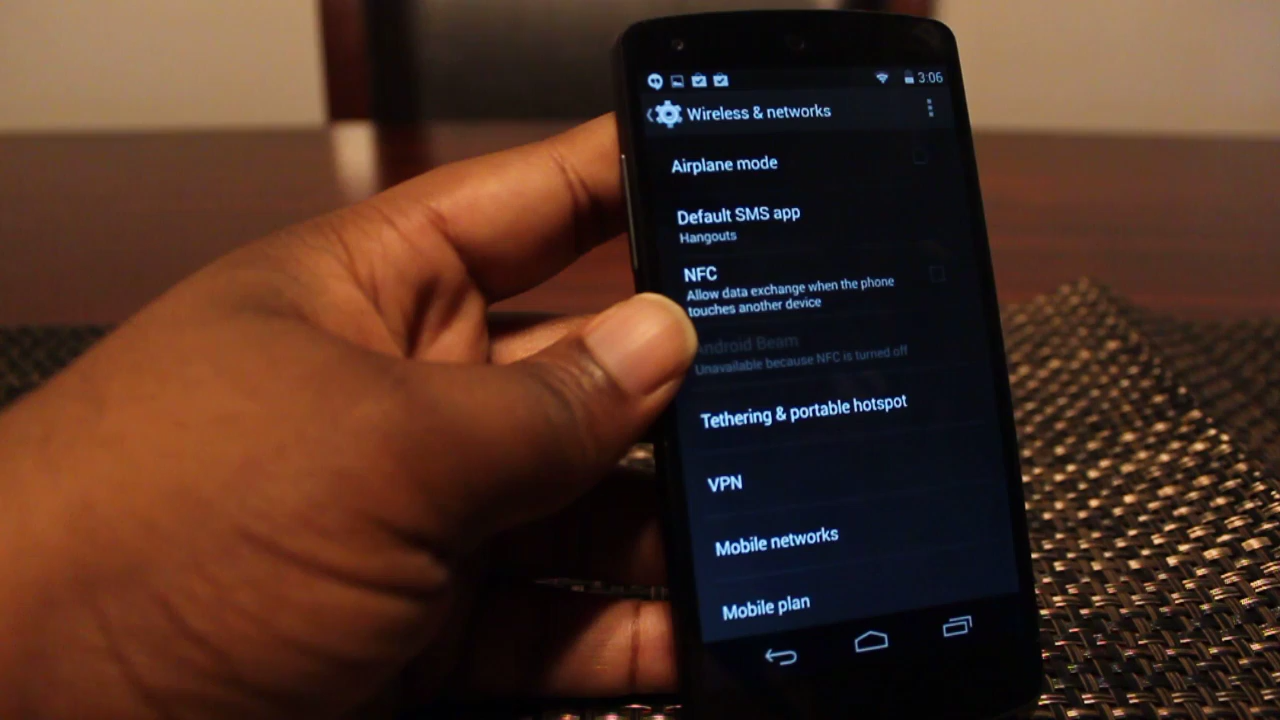 3:06
Wireless & networks
Airplane mode
Default SMS app
Hangouts
NFC
Allow data exchange when the phone
touches another device
Android Beam
Unavailable because NFC is turned off
Tethering & portable hotspot
VPN
Mobile networks
Mobile plan